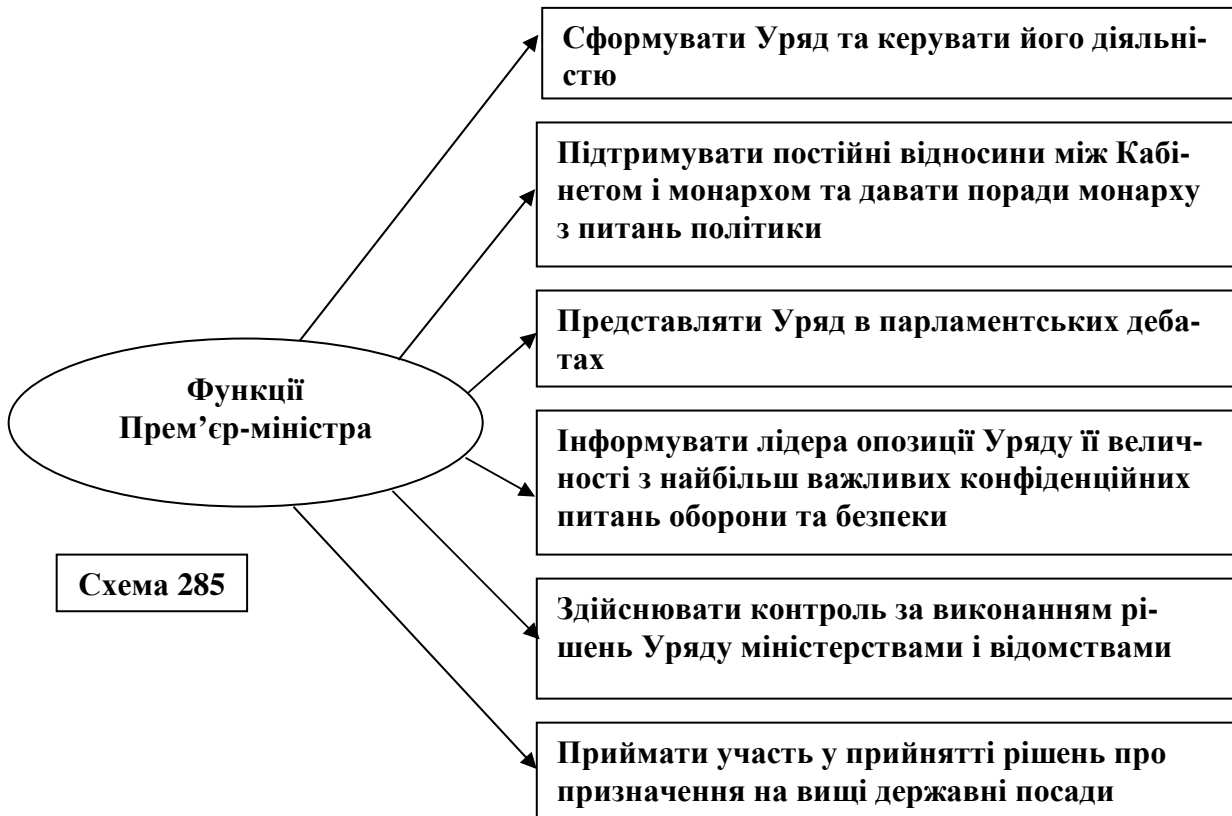 Сформувати Уряд та керувати його діяльні-
стю
Підтримувати постійні відносини між Кабі-
нетом і монархом та давати поради монарху
з питань політики
Представляти Уряд в парламентських деба-
тах
Функції
Прем’єр-міністра
Інформувати лідера опозиції Уряду її велич-
ності з найбільш важливих конфіденційних
питань оборони та безпеки
Схема 285
Здійснювати контроль за виконанням рі-
шень Уряду міністерствами і відомствами
Приймати участь у прийнятті рішень про
призначення на вищі державні посади